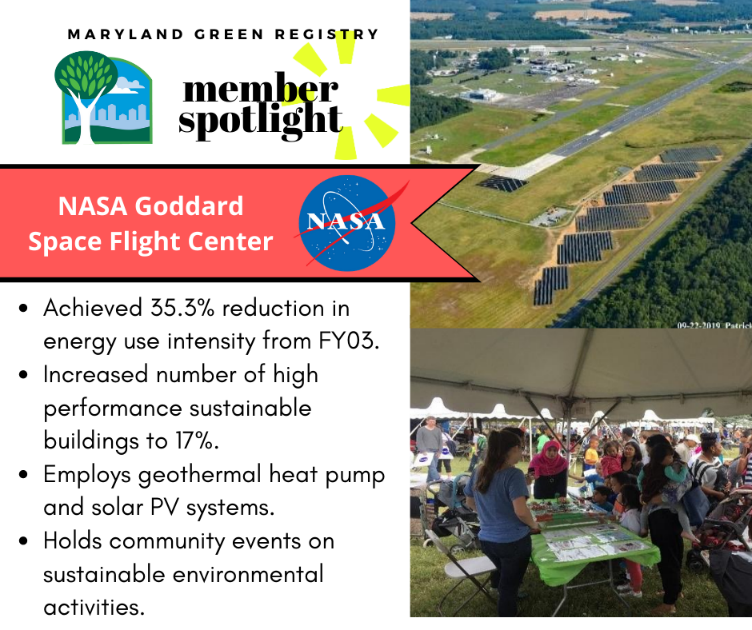 MARYLAND GREEN REGISTRY
member
spotlight
NASA Goddard
Space Flight Center
NASA
• Achieved 35.3% reduction in
energy use intensity from FY03.
• Increased number of high
performance sustainable
buildings to 17%.
• Employs geothermal heat pump
and solar PV systems.
• Holds community events on
sustainable environmental
activities.
09-22-2019 Patrick